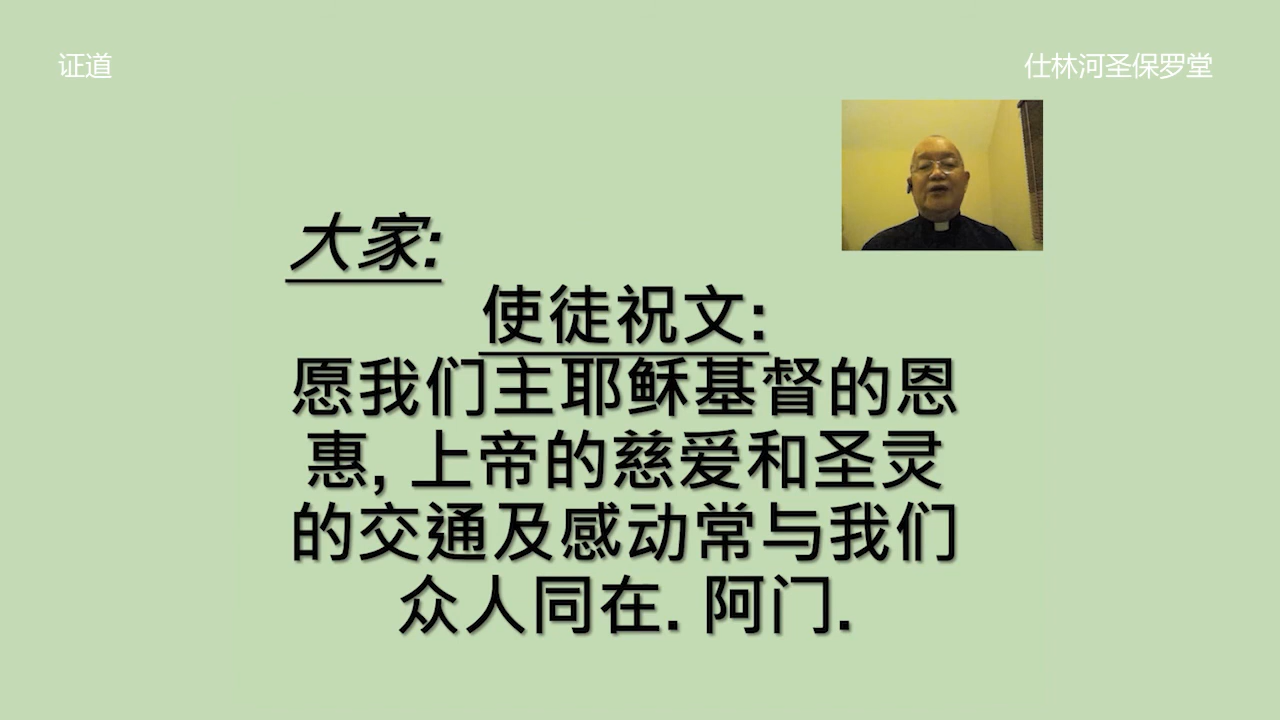 证道
仕林河圣保罗堂
大家:
使徒祝文:
愿我们主耶稣基督的恩
惠, 上帝的慈爱和圣灵
的交通及感动常与我们
众人同在. 阿门.